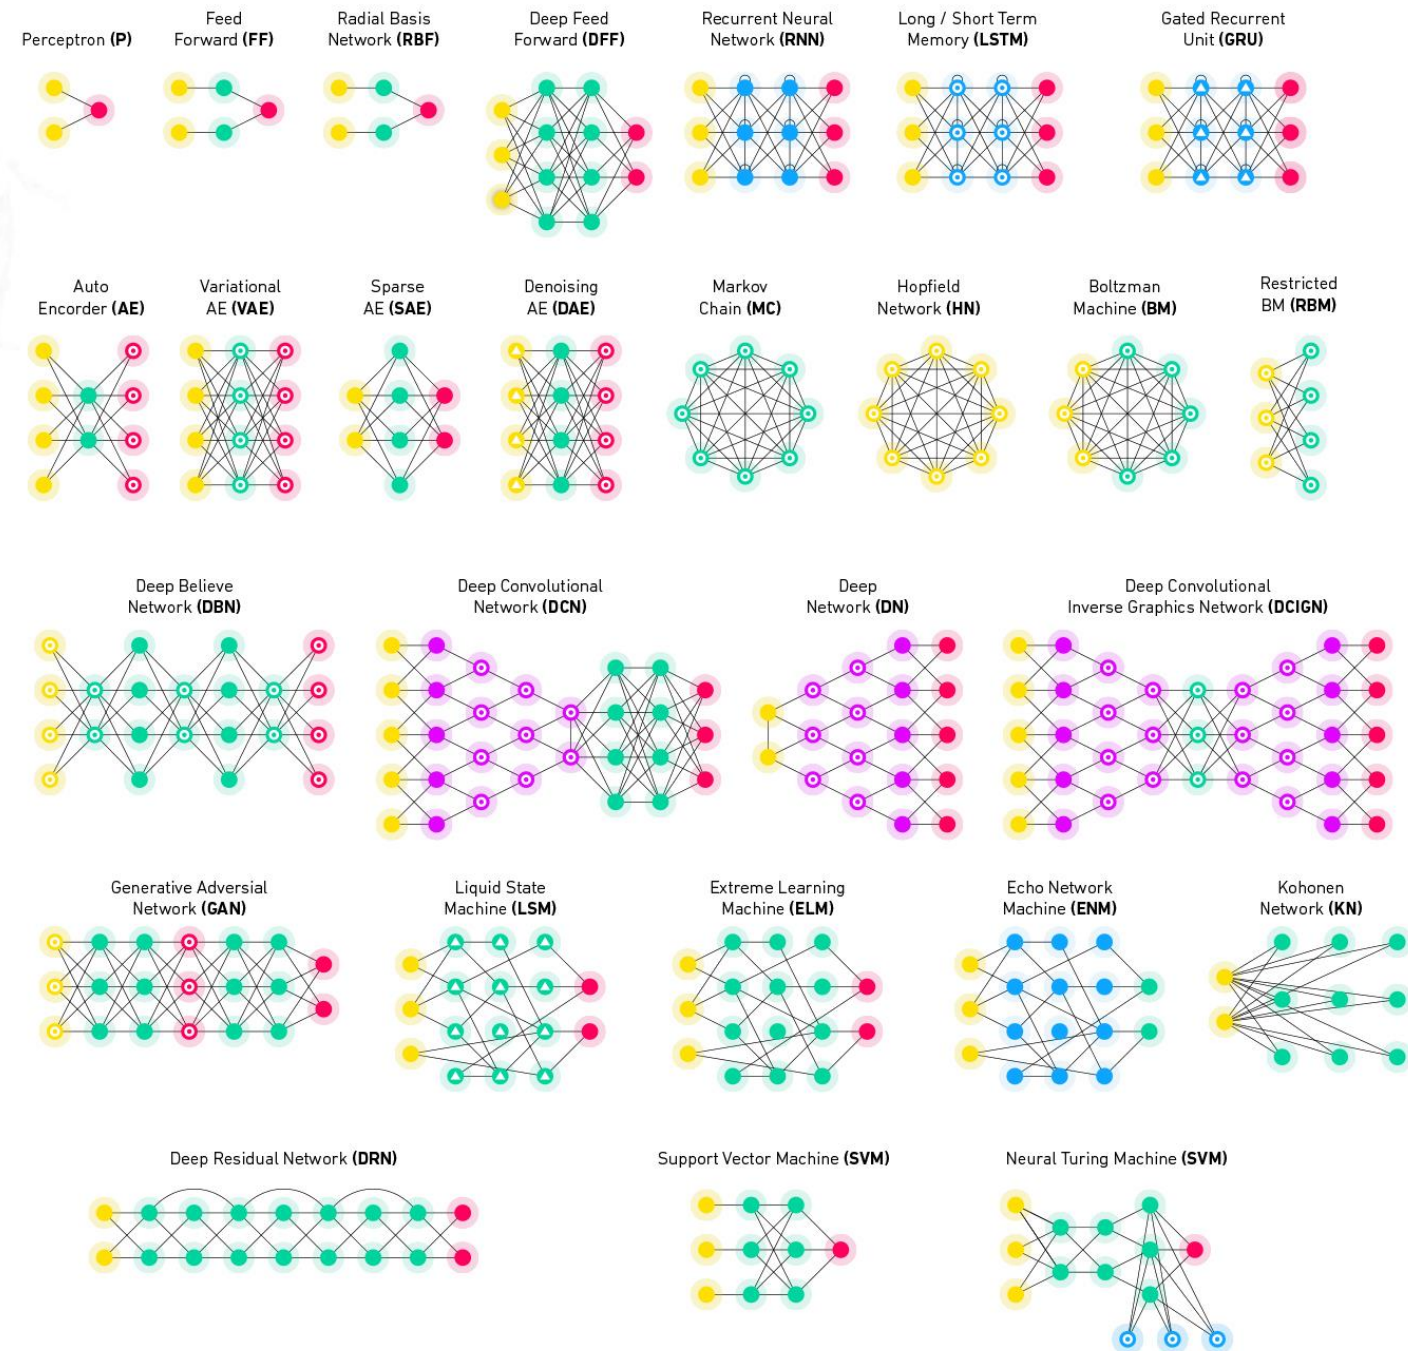 Perceptron (P)
Feed
Forward (FF)
Radial Basis
Network (RBF)
Deep Feed
Forward (DFF)
Recurrent Neural
Network (RNN)
Long / Short Term
Memory (LSTM)
Gated Recurrent
Unit (GRU)
Auto
Encorder (AE)
Variational
AE (VAE)
Sparse
AE (SAE)
Denoising
AE (DAE)
Markov
Chain (MC)
Hopfield
Network (HN)
Boltzman
Machine (BM)
Restricted
BM (RBM)
Deep Believe
Network (DBN)
Deep Convolutional
Network (DCN)
Deep
Network (DN)
Deep Convolutional
Inverse Graphics Network (DCIGN)
Generative Adversial
Network (GAN)
Liquid State
Machine (LSM)
Extreme Learning
Machine (ELM)
Echo Network
Machine (ENM)
Kohonen
Network (KN)
Deep Residual Network (DRN)
Support Vector Machine (SVM)
Neural Turing Machine (SVM)